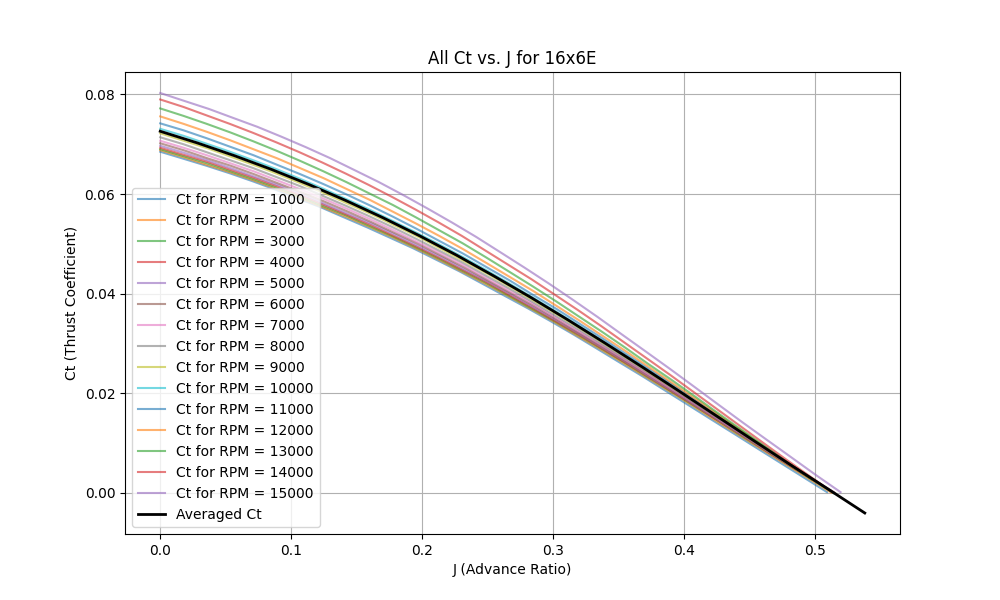 All Ct vs. J for 16x6E
Ct (Thrust Coefficient)
0.08
0.06
0.04
0.02
0.00
Ct for RPM = 1000
Ct for RPM = 2000
Ct for RPM = 3000
Ct for RPM = 4000
Ct for RPM = 5000
Ct for RPM = 6000
Ct for RPM = 7000
Ct for RPM = 8000
Ct for RPM = 9000
Ct for RPM = 10000
Ct for RPM = 11000
Ct for RPM = 12000
Ct for RPM = 13000
Ct for RPM = 14000
Ct for RPM = 15000
Averaged Ct
0.0 0.1 0.2 0.3 0.4 0.5
J (Advance Ratio)